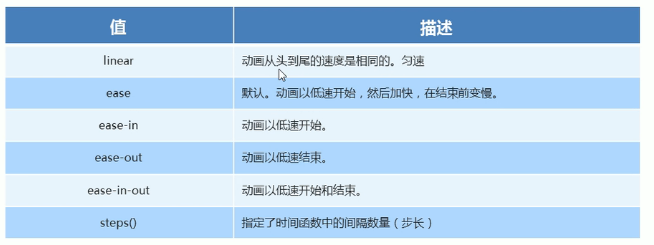 值 描述
linear 动画从头到尾的速度是相同的。匀速
ease 默认。动画以低速开始，然后加快，在结束前变慢。
ease-in 动画以低速开始。
ease-out 动画以低速结束。
ease-in-out 动画以低速开始和结束。
steps() 指定了时间函数中的间隔数量（步长）